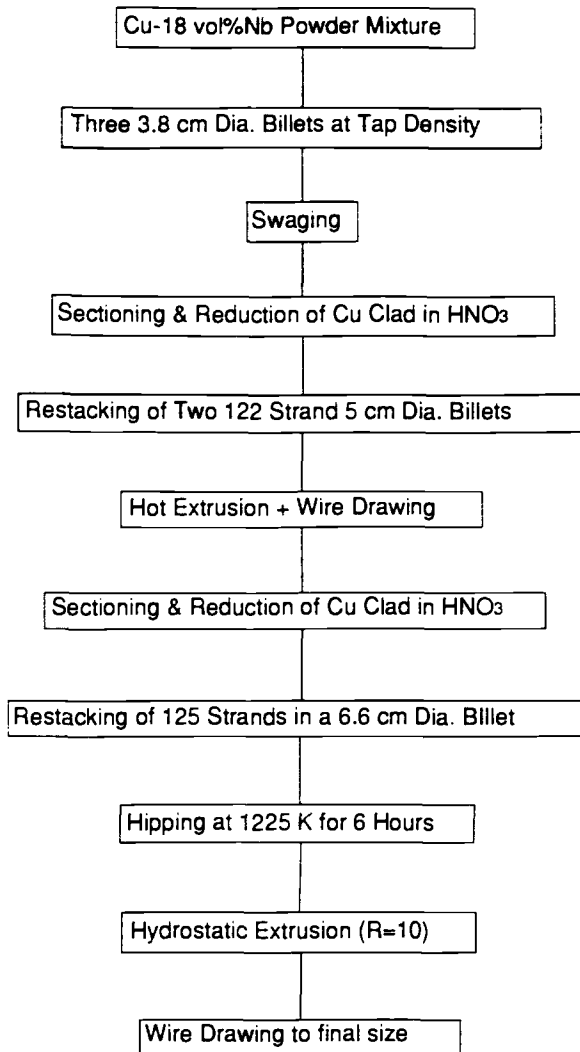 Cu-18 vol%Nb Powder Mixture
Three 3.8 cm Dia. Billets at Tap Density
Swaging
Sectioning & Reduction of Cu Clad in HNO3
Restacking of Two 122 Strand 5 cm Dia. Billets
Hot Extrusion + Wire Drawing
Sectioning & Reduction of Cu Clad in HNO3
Restacking of 125 Strands in a 6.6 cm Dia. BIllet
Hipping at 1225 K for 6 Hours
Hydrostatic Extrusion (R=10)
Wire Drawing to final size